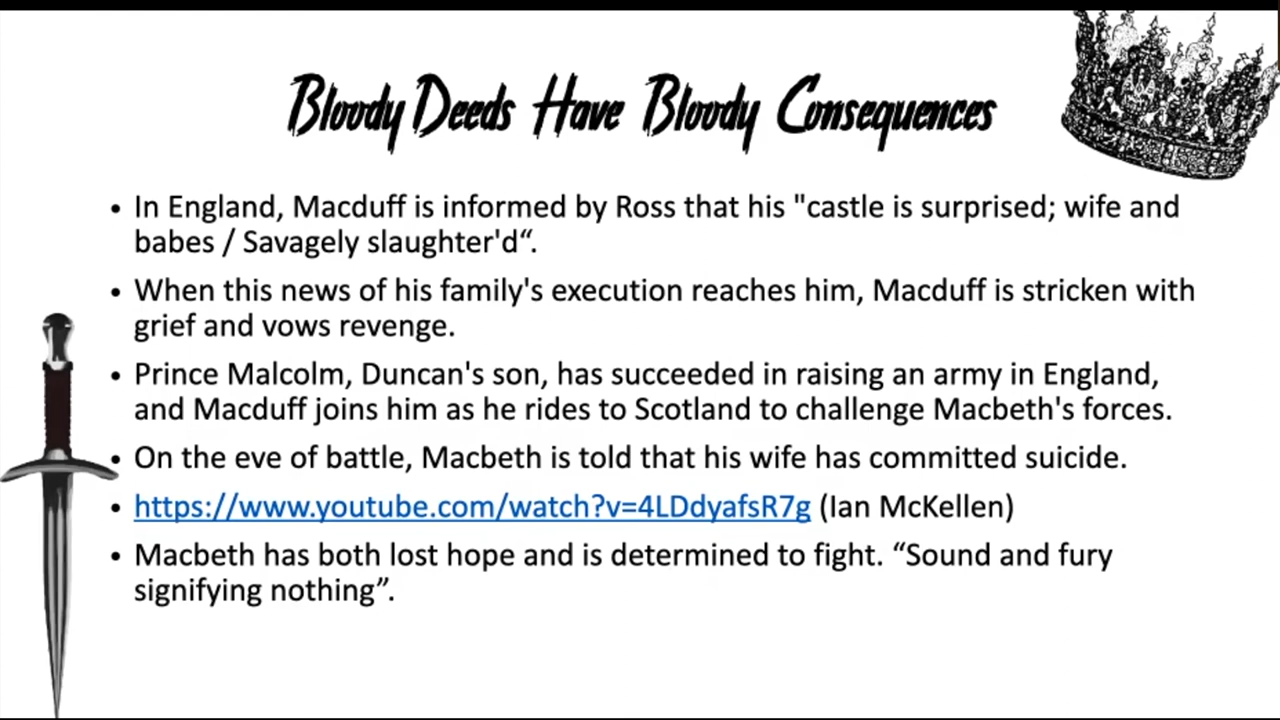 Bloody Deeds Have Bloody Consequences
• In England, Macduff is informed by Ross that his "castle is surprised; wife and
babes / Savagely slaughter'd“.
• When this news of his family's execution reaches him, Macduff is stricken with
grief and vows revenge.
• Prince Malcolm, Duncan's son, has succeeded in raising an army in England,
and Macduff joins him as he rides to Scotland to challenge Macbeth's forces.
• On the eve of battle, Macbeth is told that his wife has committed suicide.
• https://www.youtube.com/watch?v=4LDdyafsR7g (Ian McKellen)
• Macbeth has both lost hope and is determined to fight. “Sound and fury
signifying nothing”.